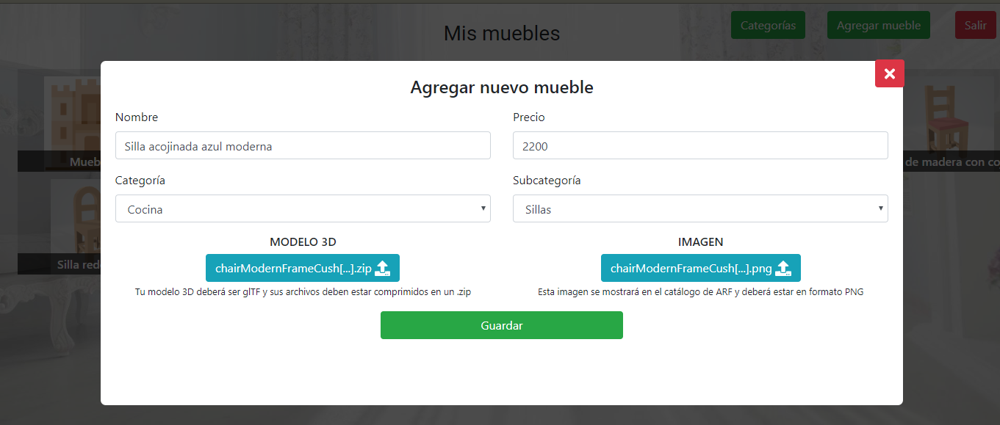 Mis muebles
Categorías
Agregar mueble
Salir
Agregar nuevo mueble
Nombre
Precio
Silla acojinada azul moderna
2200
Categoría
Subcategoría
Cocina
Sillas
MODELO 3D
IMAGEN
chairModernFrameCush[...].zip
chairModernFrameCush[...].png
Tu modelo 3D deberá ser glTF y sus archivos deben estar comprimidos en un .zip
Esta imagen se mostrará en el catálogo de ARF y deberá estar en formato PNG
Guardar
Mueb
de madera con co
Silla red